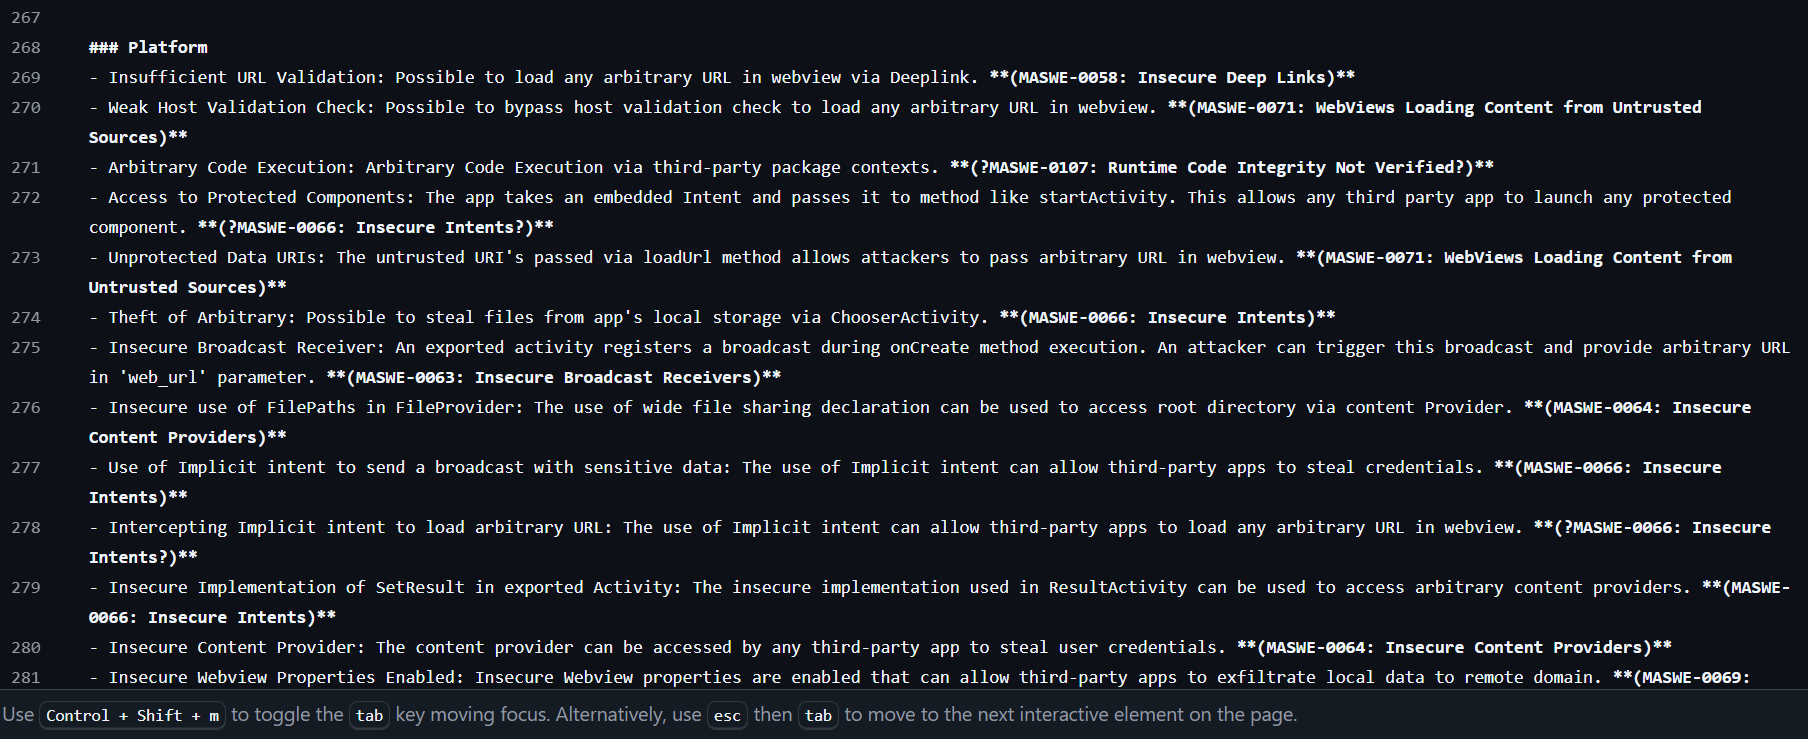 267
268 ### Platform
269 - Insufficient URL Validation: Possible to load any arbitrary URL in webview via Deeplink. **(MASWE-0058: Insecure Deep Links)**
270 - Weak Host Validation Check: Possible to bypass host validation check to load any arbitrary URL in webview. **(MASWE-0071: WebViews Loading Content from Untrusted
Sources)**
271 - Arbitrary Code Execution: Arbitrary Code Execution via third-party package contexts. **(?MASWE-0107: Runtime Code Integrity Not Verified?)**
272 - Access to Protected Components: The app takes an embedded Intent and passes it to method like startActivity. This allows any third party app to launch any protected
component. **(?MASWE-0066: Insecure Intents?)**
273 - Unprotected Data URIs: The untrusted URI's passed via loadUrl method allows attackers to pass arbitrary URL in webview. **(MASWE-0071: WebViews Loading Content from
Untrusted Sources)**
274 - Theft of Arbitrary: Possible to steal files from app's local storage via ChooserActivity. **(MASWE-0066: Insecure Intents)**
275 - Insecure Broadcast Receiver: An exported activity registers a broadcast during onCreate method execution. An attacker can trigger this broadcast and provide arbitrary URL
in 'web_url' parameter. **(MASWE-0063: Insecure Broadcast Receivers)**
276 - Insecure use of FilePaths in FileProvider: The use of wide file sharing declaration can be used to access root directory via content Provider. **(MASWE-0064: Insecure
Content Providers)**
277 - Use of Implicit intent to send a broadcast with sensitive data: The use of Implicit intent can allow third-party apps to steal credentials. **(MASWE-0066: Insecure
Intents)**
278 - Intercepting Implicit intent to load arbitrary URL: The use of Implicit intent can allow third-party apps to load any arbitrary URL in webview. **(?MASWE-0066: Insecure
Intents?)**
279 - Insecure Implementation of SetResult in exported Activity: The insecure implementation used in ResultActivity can be used to access arbitrary content providers. **(MASWE-
0066: Insecure Intents)**
280 - Insecure Content Provider: The content provider can be accessed by any third-party app to steal user credentials. **(MASWE-0064: Insecure Content Providers)**
281 - Insecure Webview Properties Enabled: Insecure Webview properties are enabled that can allow third-party apps to exfiltrate local data to remote domain. **(MASWE-0069:
Use Control + Shift + m to toggle the tab key moving focus. Alternatively, use esc then tab to move to the next interactive element on the page.